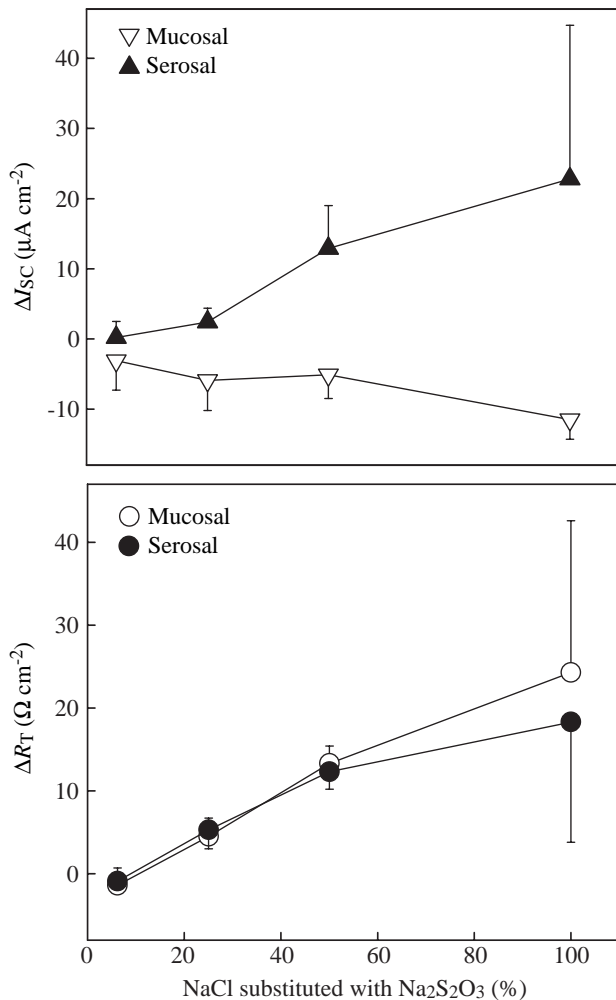 Mucosal
Serosal
40
30
20
10
0
-10
ΔISC (μA cm-2)
Mucosal
Serosal
40
30
20
10
0
ΔRT (Ω cm-2)
0 20 40 60 80 100
NaCl substituted with Na2S2O3 (%)